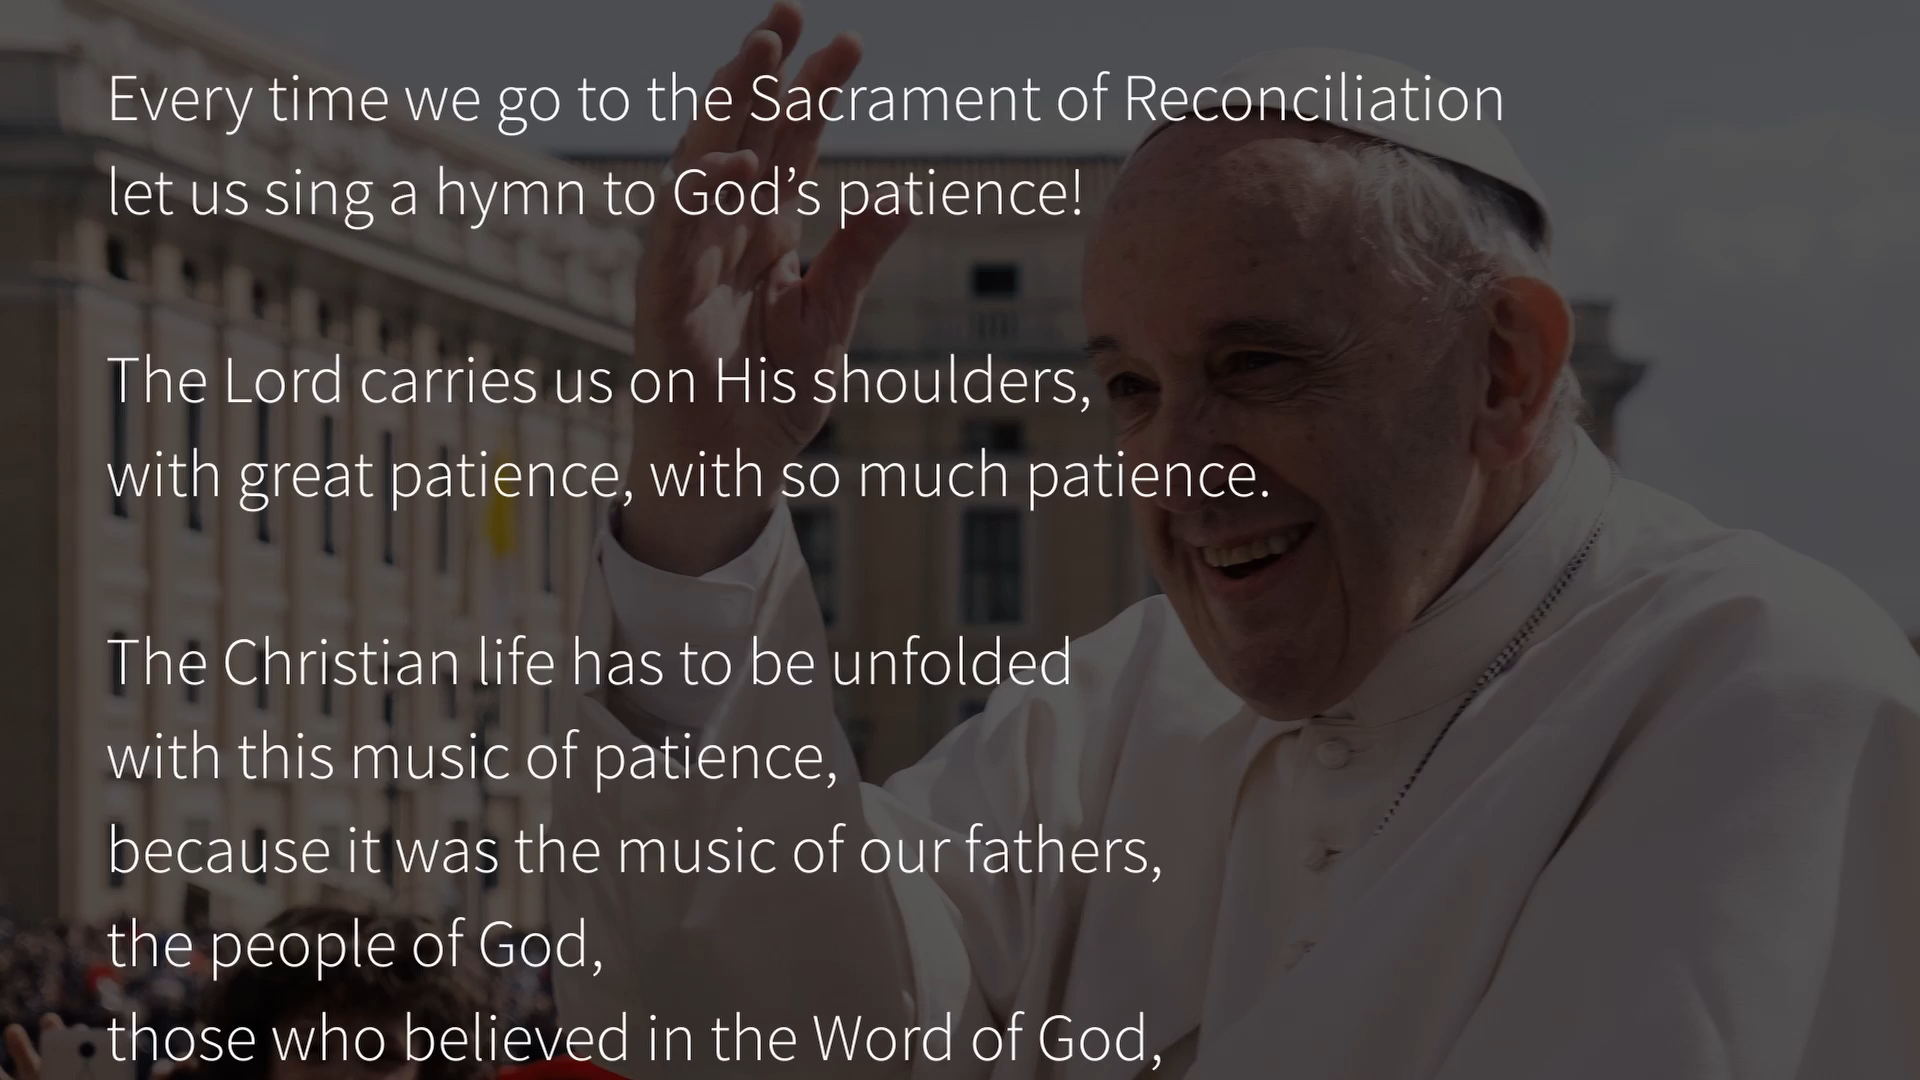 Every time we go to the Sacrament of Reconciliation
let us sing a hymn to God’s patience!
The Lord carries us on His shoulders,
with great patience, with so much patience.
The Christian life has to be unfolded
with this music of patience,
because it was the music of our fathers,
the people of God,
those who believed in the Word of God,